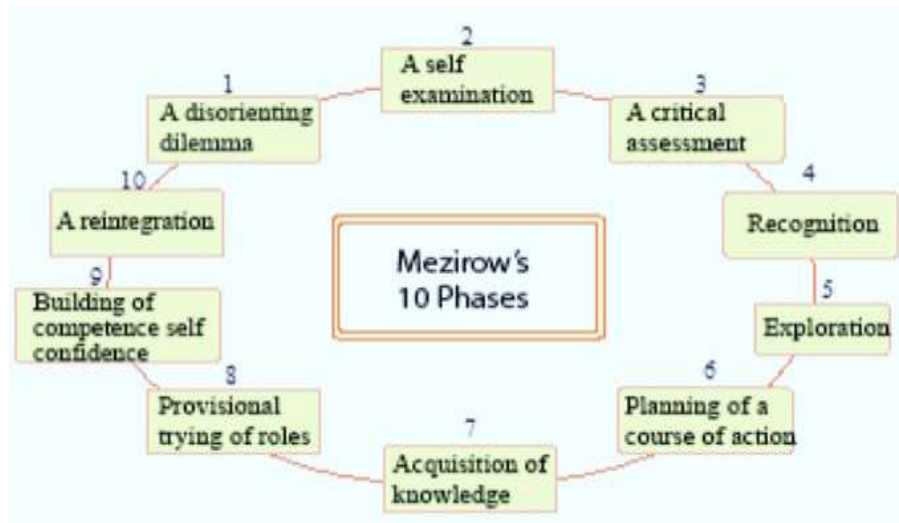 1
A disorienting
dilemma
2
A self
examination
3
A critical
assessment
4
Recognition
5
Exploration
6
Planning of a
course of action
7
Acquisition of
knowledge
8
Provisional
trying of roles
9
Building of
competence self
confidence
10
A reintegration
Mezirow's
10 Phases